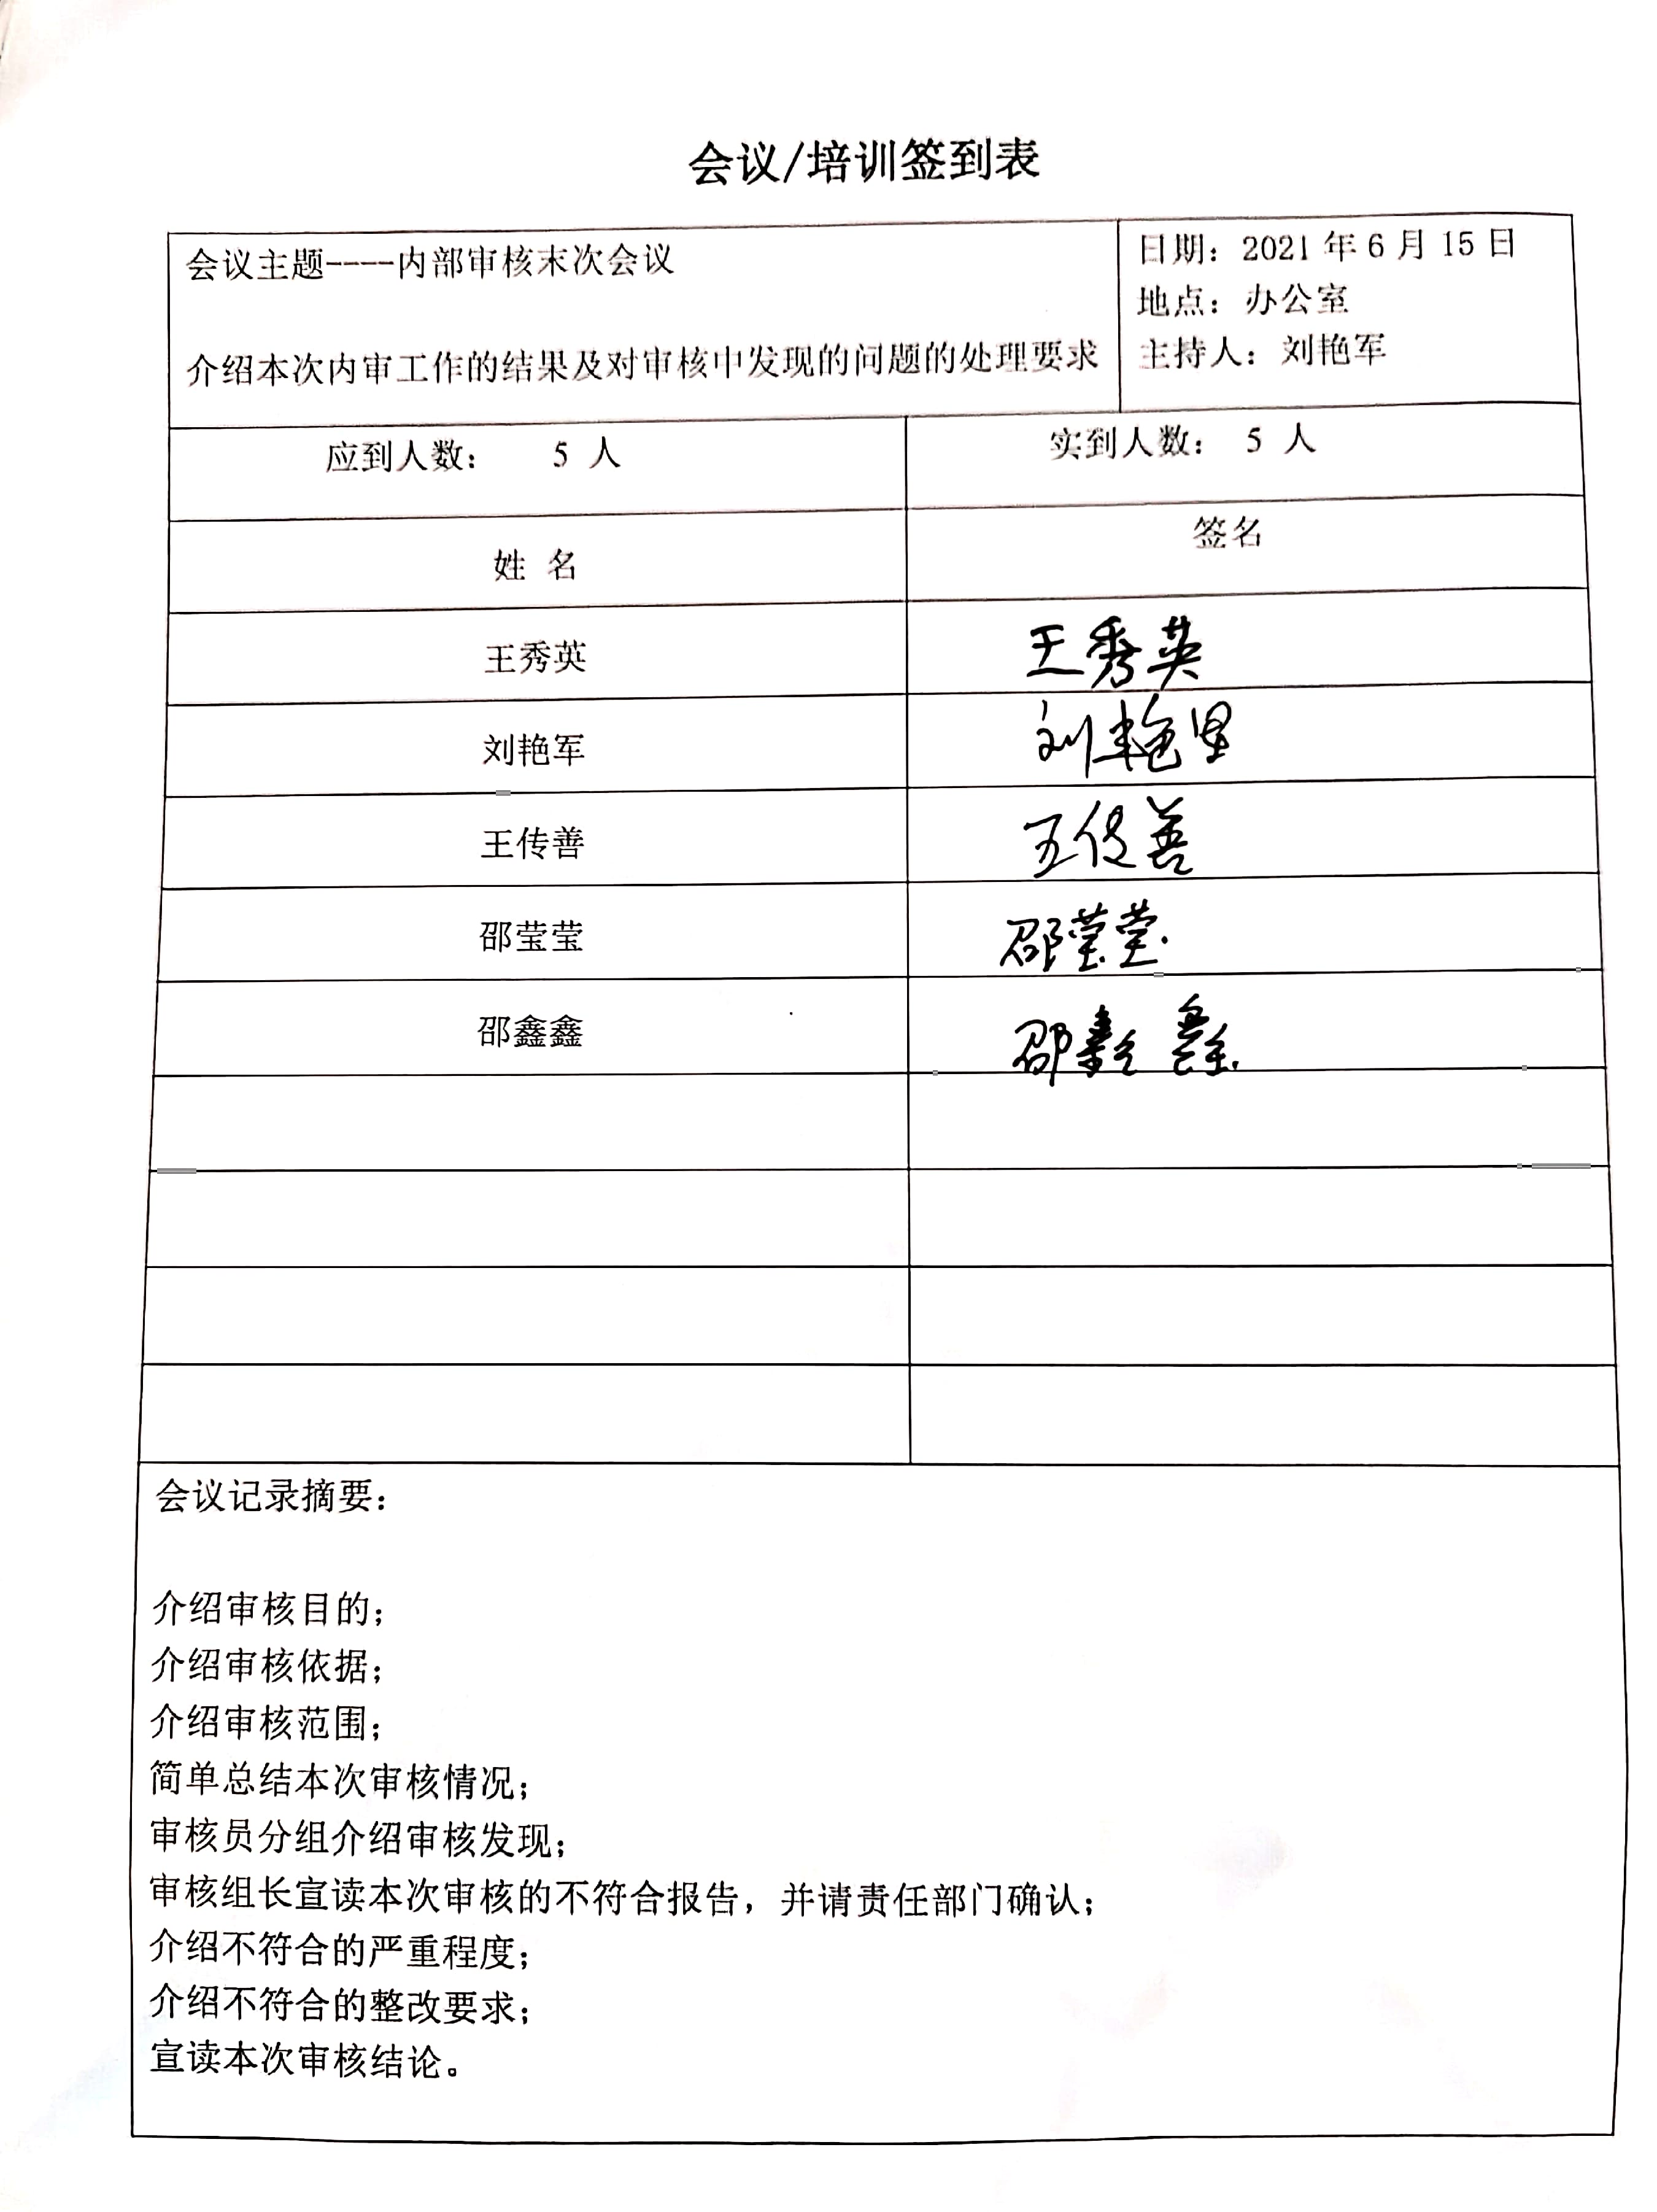 会议/培训签到表
会议主题----内部审核末次会议
介绍本次内审工作的结果及对审核中发现的问题的处理要求
日期：2021 年 6 月 15 日
地点：办公室
主持人：刘艳军
应到人数： 5 人
实到人数： 5 人
姓 名
签名
王秀英
王秀英
刘艳军
刘艳军
王传善
王传善
邵莹莹
邵莹莹
邵鑫鑫
邵鑫鑫
会议记录摘要：
介绍审核目的；
介绍审核依据；
介绍审核范围；
简单总结本次审核情况；
审核员分组介绍审核发现；
审核组长宣读本次审核的不符合报告，并请责任部门确认；
介绍不符合的严重程度；
介绍不符合的整改要求；
宣读本次审核结论。